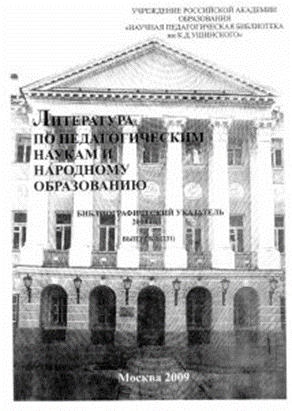 УЧРЕЖДЕНИЕ РОССИЙСКОЙ АКАДЕМИИ
ОБРАЗОВАНИЯ
«НАУЧНАЯ ПЕДАГОГИЧЕСКАЯ БИБЛИОТЕКА
им К.Д.УШИНСКОГО»
ЛИТЕРАТУРА
ПО ПЕДАГОГИЧЕСКИМ
НАУКАМ И
НАРОДНОМУ
ОБРАЗОВАНИЮ
БИБЛИОГРАФИЧЕСКИЙ УКАЗАТЕЛЬ
ВЫПУСК
Москва 2009